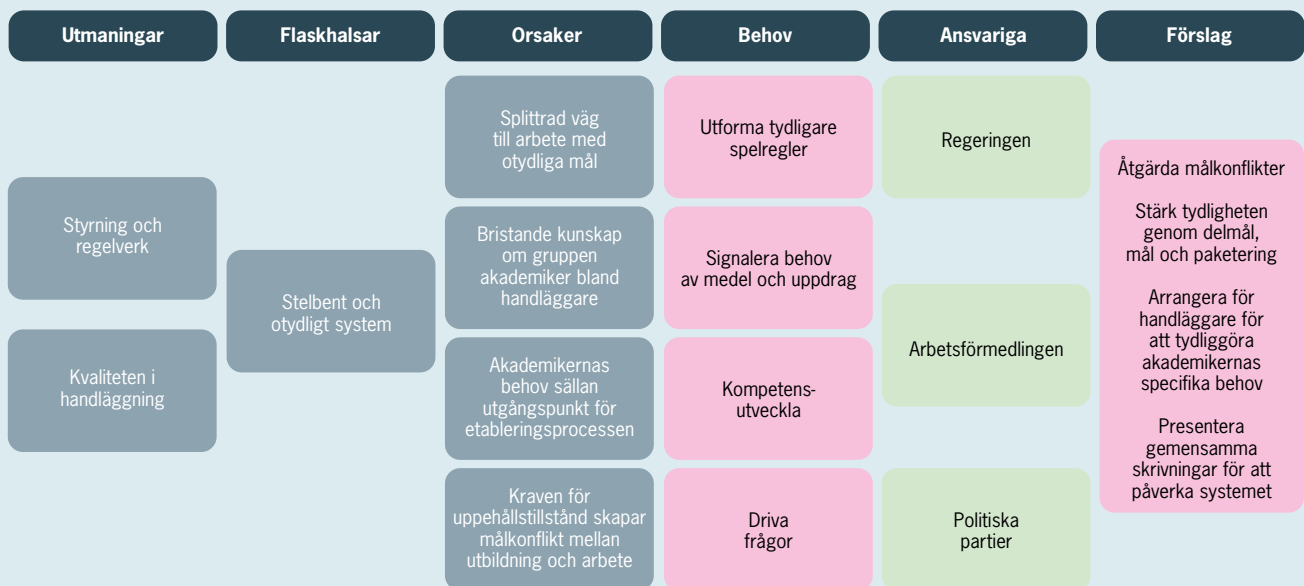 Utmaningar
Flaskhalsar
Orsaker
Behov
Ansvariga
Förslag
Styrning och
regelverk
Kvaliteten i
handläggning
Stelbent och
otydligt system
Splittrad väg
till arbete med
otydliga mål
Bristande kunskap
om gruppen
akademiker bland
handläggare
Akademikernas
behov sällan
utgångspunkt för
etableringsprocessen
Kraven för
uppehållstillstånd skapar
målkonflikt mellan
utbildning och arbete
Utforma tydligare
spelregler
Signalera behov
av medel och uppdrag
Kompetens-
utveckla
Driva
frågor
Regeringen
Arbetsförmedlingen
Politiska
partier
Åtgärda målkonflikter
Stärk tydligheten
genom delmål,
mål och paketering
Arrangera för
handläggare för
att tydliggöra
akademikernas
specifika behov
Presentera
gemensamma
skrivningar för att
påverka systemet